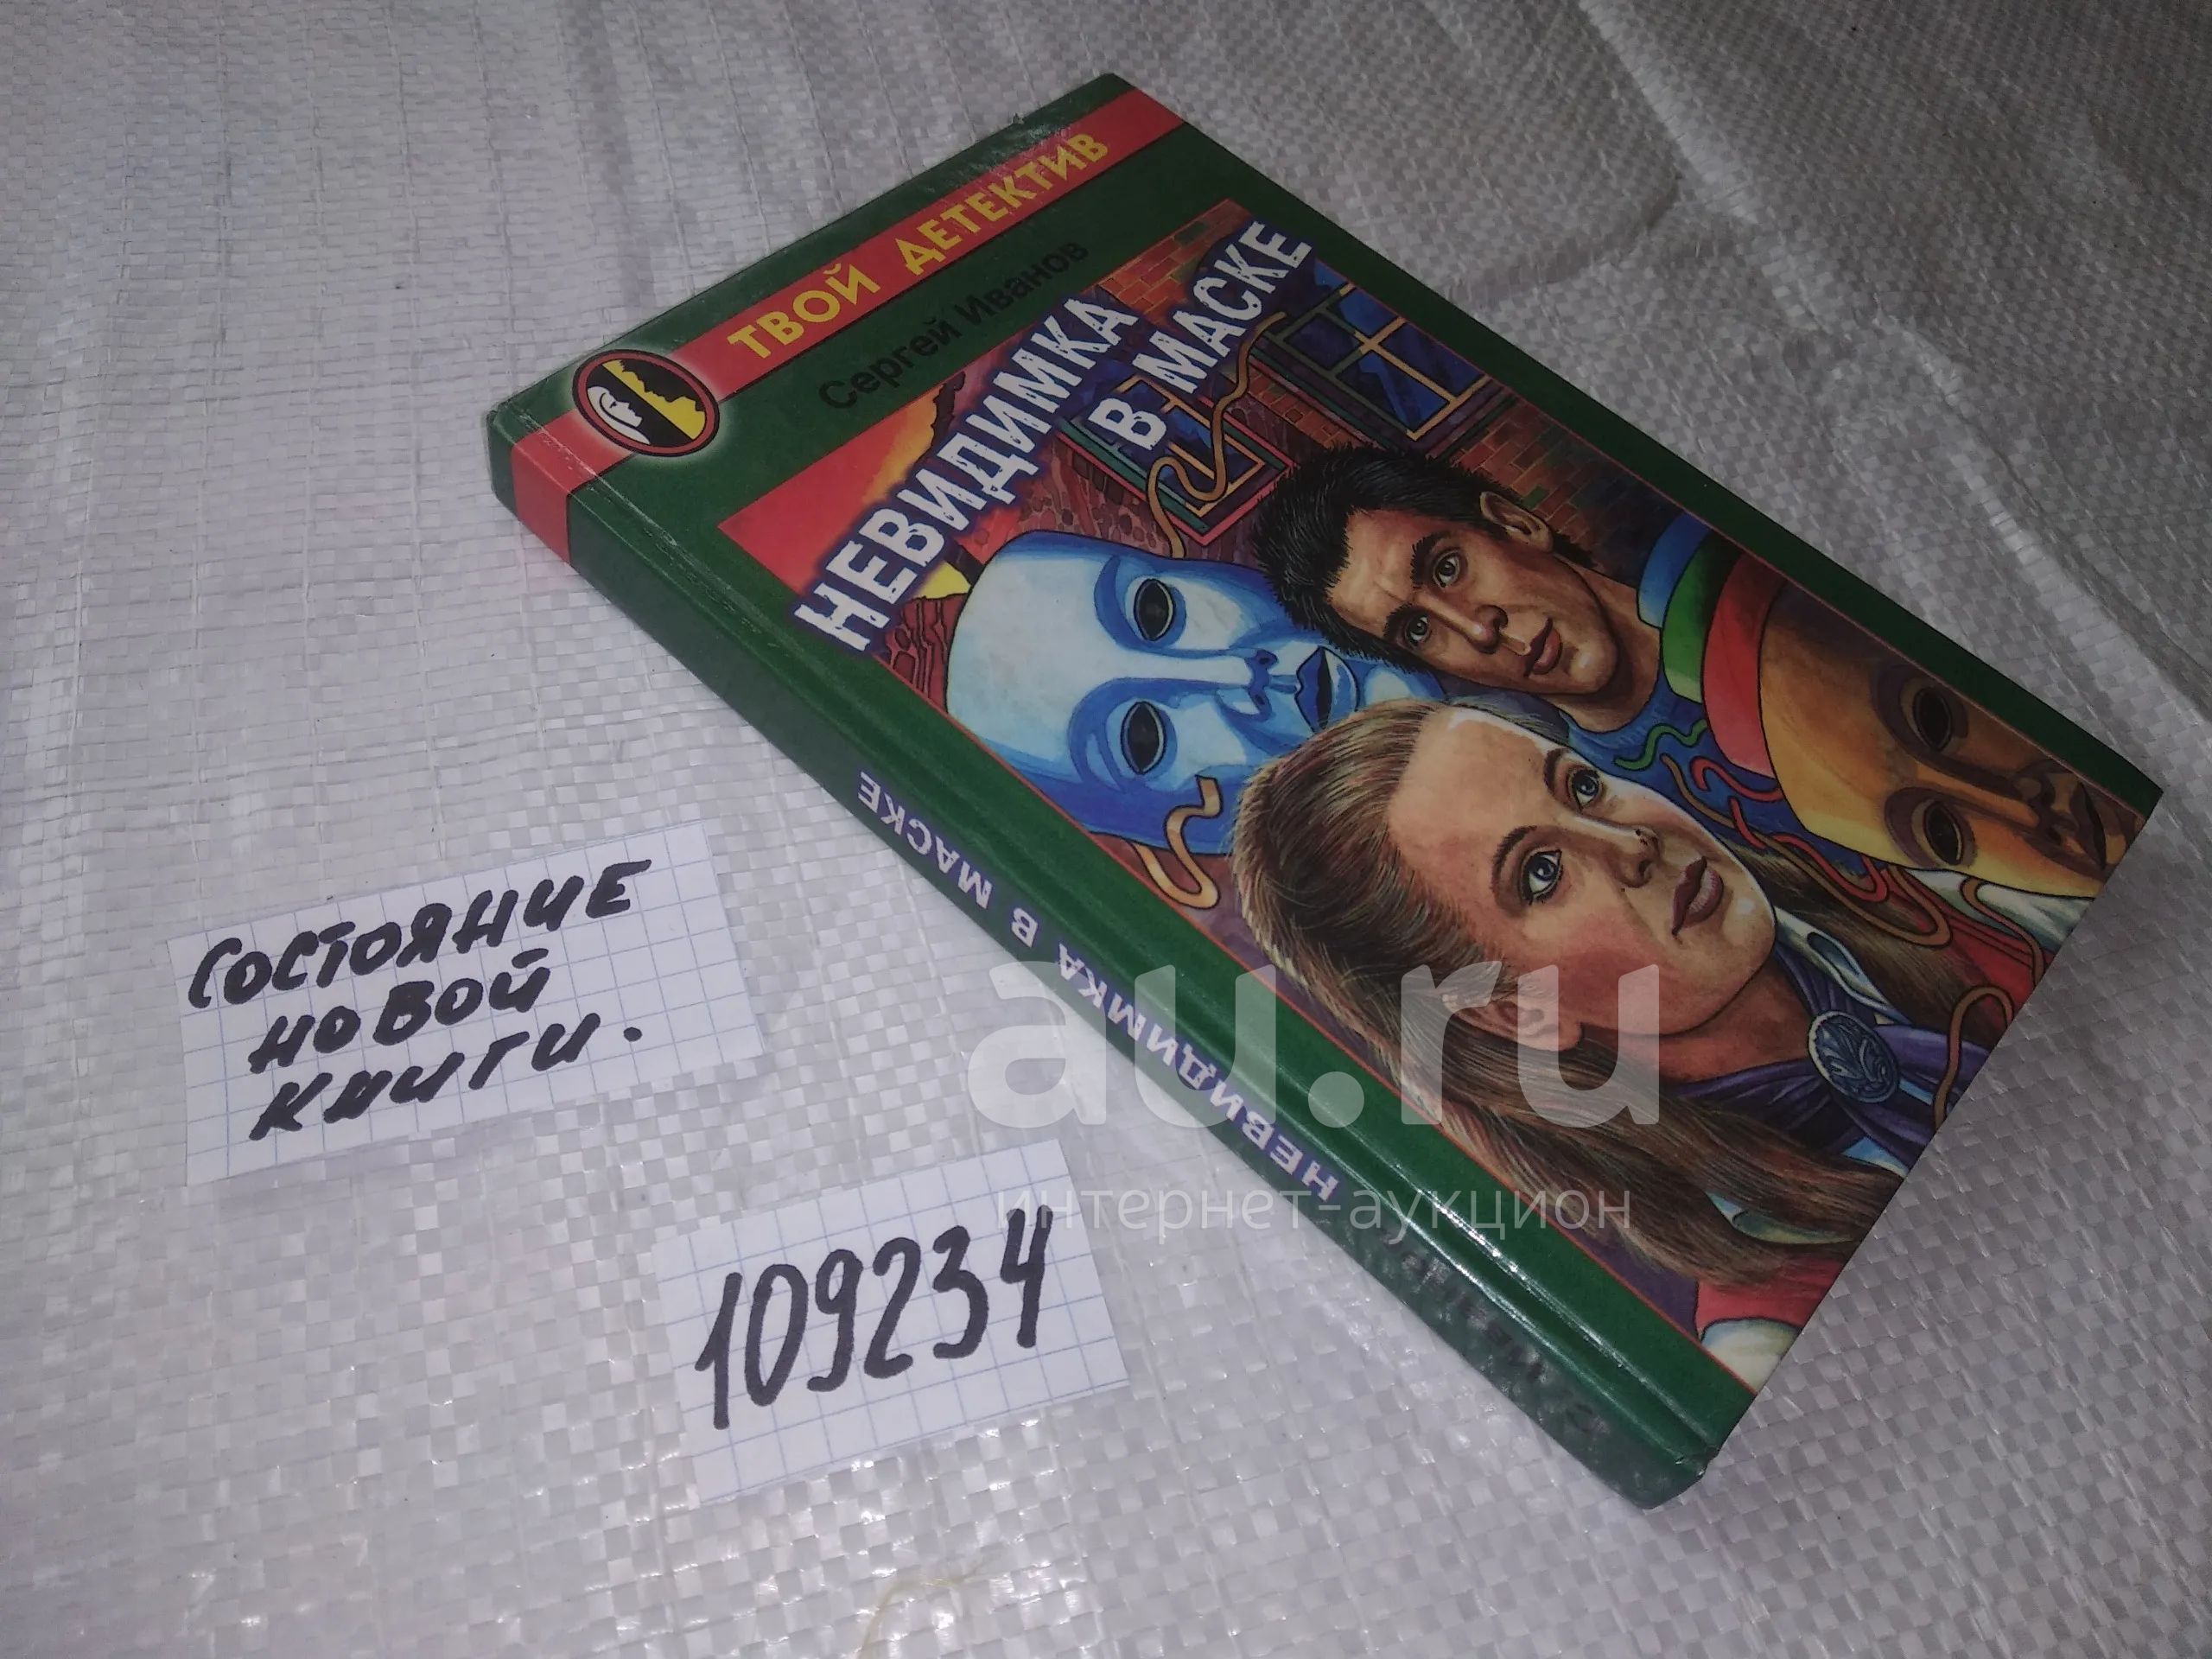 ТВОЙ ДЕТЕКТИВ
Сергей Иванов
НЕВИДИМКА
В МАСКЕ
НЕВИДИМКА В МАСКЕ
СОСТОЯНИЕ
НОВОЙ
КНИГИ.
109234
au.ru
интернет-аукцион